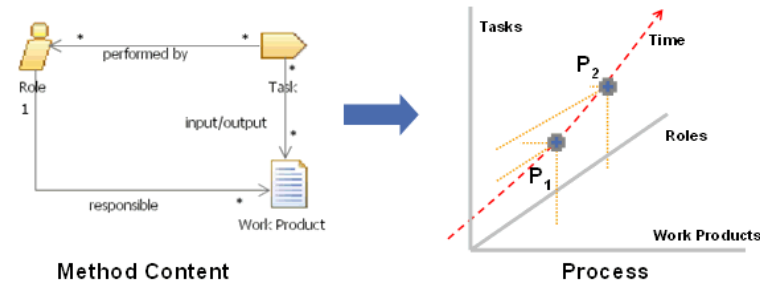 *
*
performed by
Role
1
Task
*
input/output
*
responsible
*
Work Product
Method Content
Tasks
Time
P2
Roles
P1
Work Products
Process